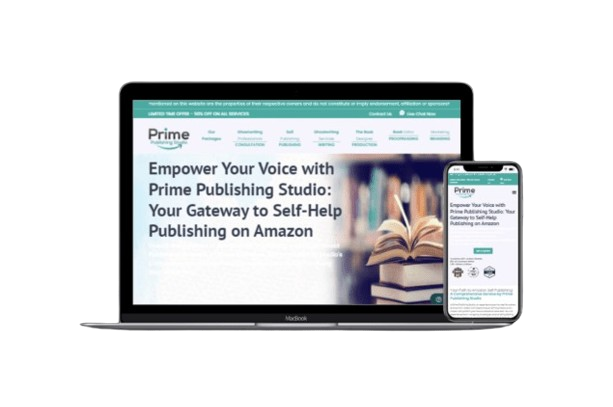 mentioned on this website are the properties of their respective owners and do not constitute or imply endorsement, affiliation or sponsorsh
LIMITED TIME OFFER - 50% OFF ON ALL SERVICES
Contact Us
Live Chat Now
Prime
Publishing Studio
Our
Packages
Ghostwriting
CONSULTATION
Self
PUBLISHING
Ghostwriting
Services
WRITING
The Book
Designer
PRODUCTION
Book
PROOFREADING
Marketing
BRANDING
Empower Your Voice with
Prime Publishing Studio:
Your Gateway to Self-Help
Publishing on Amazon
MacBook
Prime
Publishing Studio
Empower Your Voice with
Prime Publishing Studio: Your
Gateway to Self-Help
Publishing on Amazon
Your Path to Amazon Self-Publishing:
A Comprehensive Service by Prime
Publishing Studio